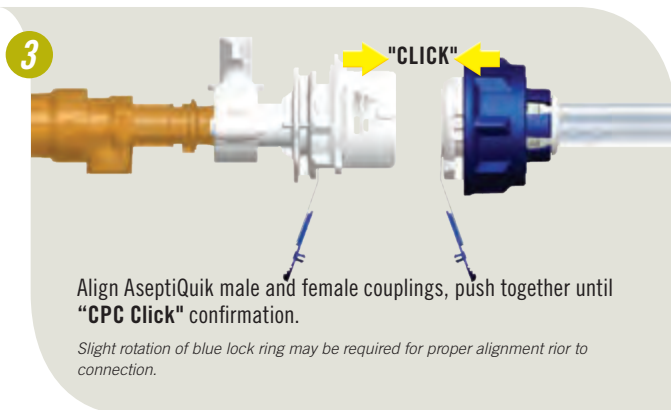 3
"CLICK"
Align AseptiQuik male and female couplings, push together until
“CPC Click" confirmation.
Slight rotation of blue lock ring may be required for proper alignment rior to
connection.